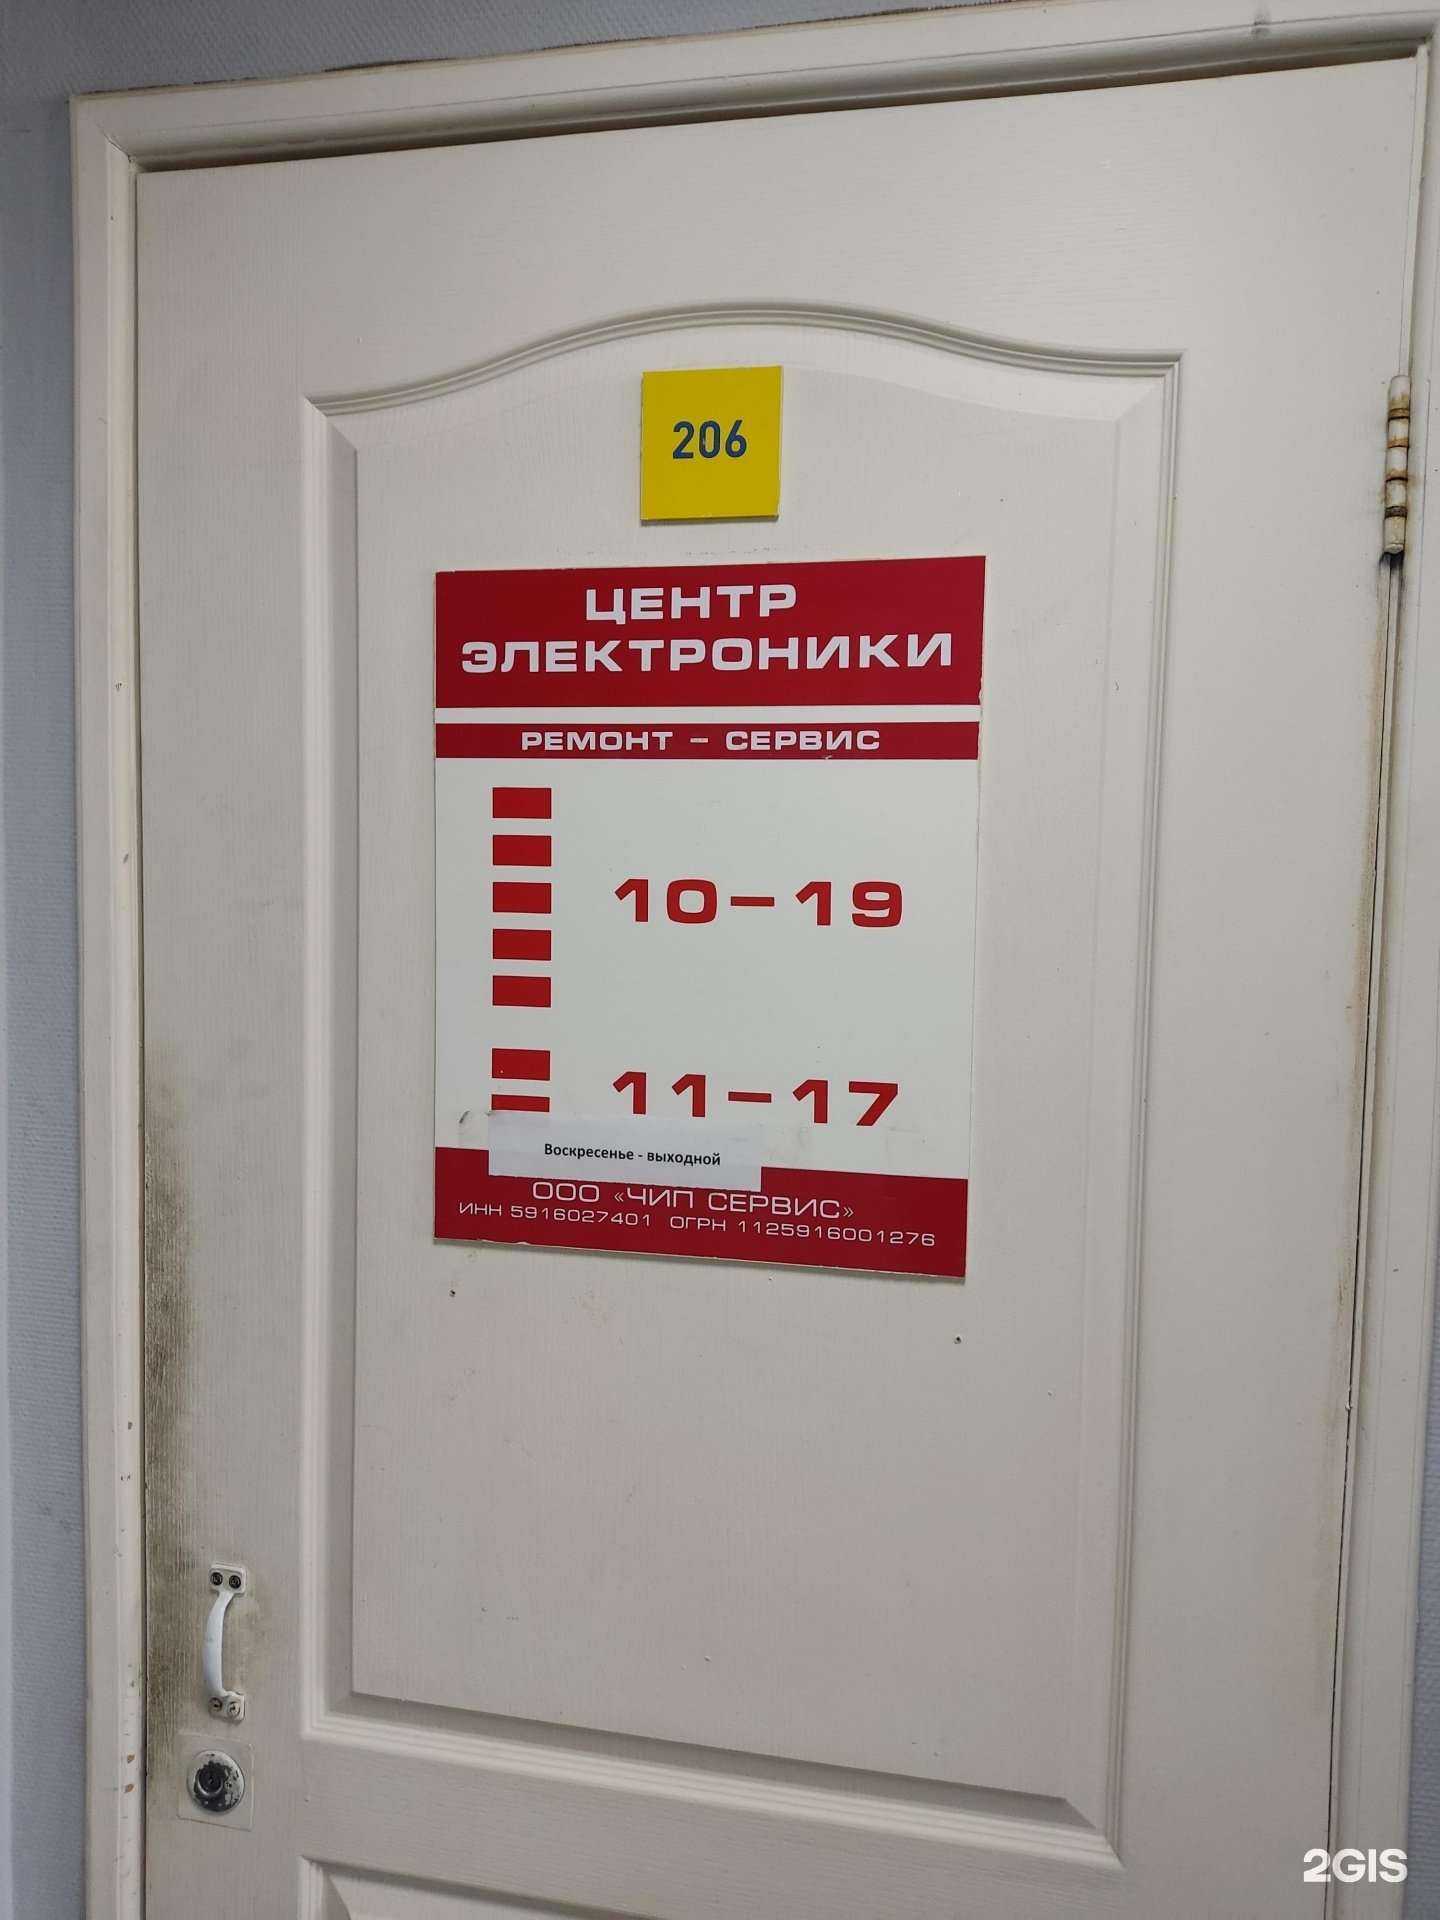 206
ЦЕНТР
ЭЛЕКТРОНИКИ
РЕМОНТ – СЕРВИС
10–19
11–17
Воскресенье - выходной
ООО «ЧИП СЕРВИС»
ИНН 5916027401 ОГРН 1125916001276
2GIS